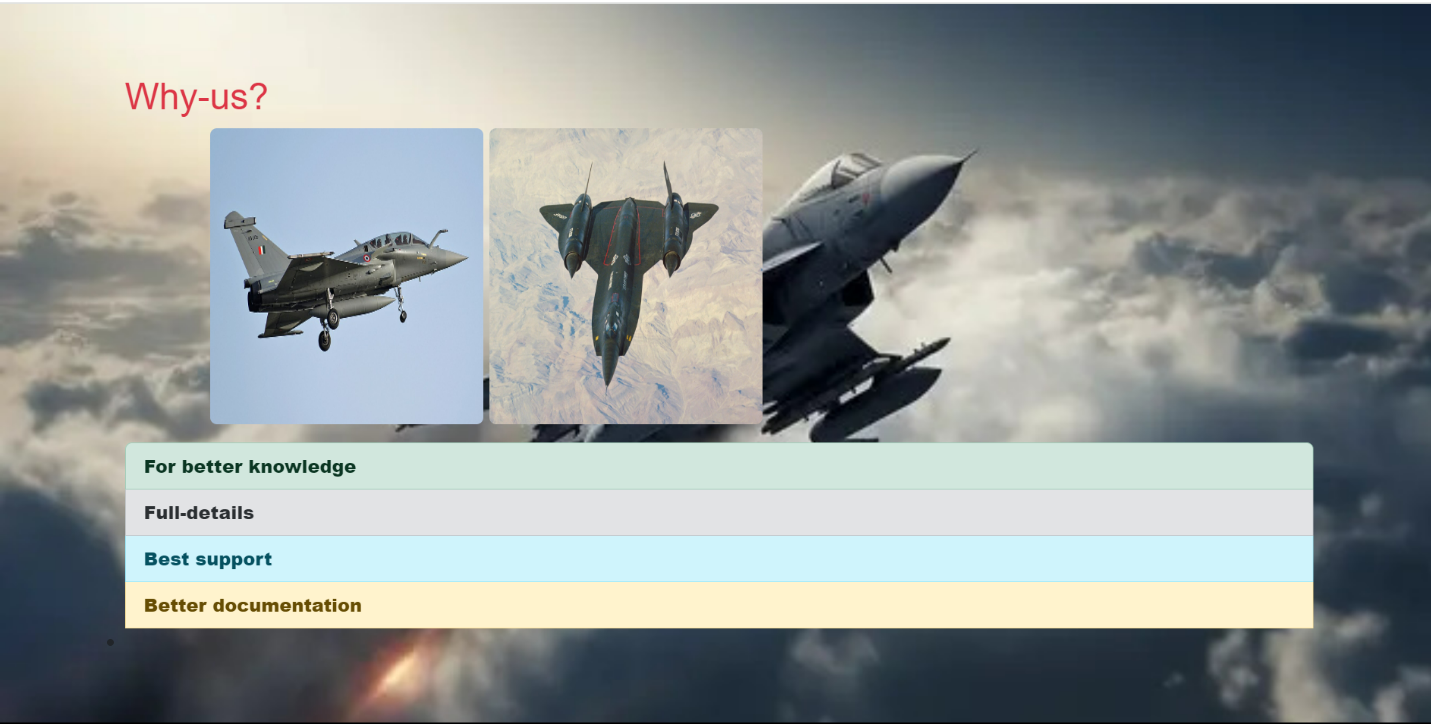 Why-us?
For better knowledge
Full-details
Best support
Better documentation